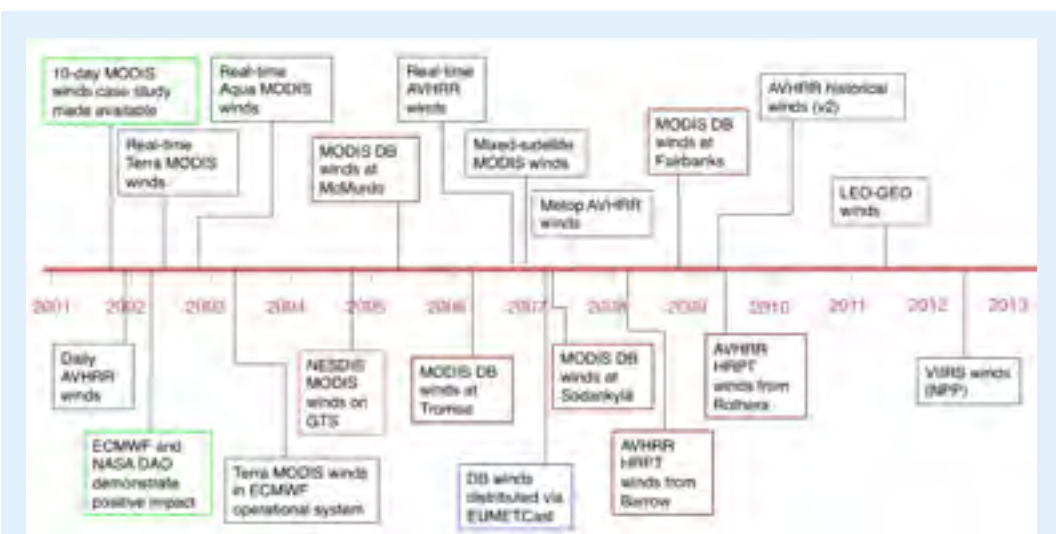 10-day MODIS
winds case study
made available
Real-time
Terra MODIS
winds
Real-time
Aqua MODIS
winds
MODIS DB
winds at
McMurdo
Real-time
AVHRR
winds
Mixed-satellite
MODIS winds
Metop AVHRR
winds
MODIS DB
winds at
Fairbanks
AVHRR historical
winds (v2)
LEO-GEO
winds
2001 2002 2003 2004 2005 2006 2007 2008 2009 2010 2011 2012 2013
Daily
AVHRR
winds
ECMWF and
NASA DAO
demonstrate
positive impact
Terra MODIS winds
in ECMWF
operational system
NESDIS
MODIS
winds on
GTS
MODIS DB
winds at
Tromsø
DB winds
distributed via
EUMETCast
MODIS DB
winds at
Sodankylä
AVHRR
HRPT
winds from
Barrow
AVHRR
HRPT
winds from
Rothera
VIIRS winds
(NPP)